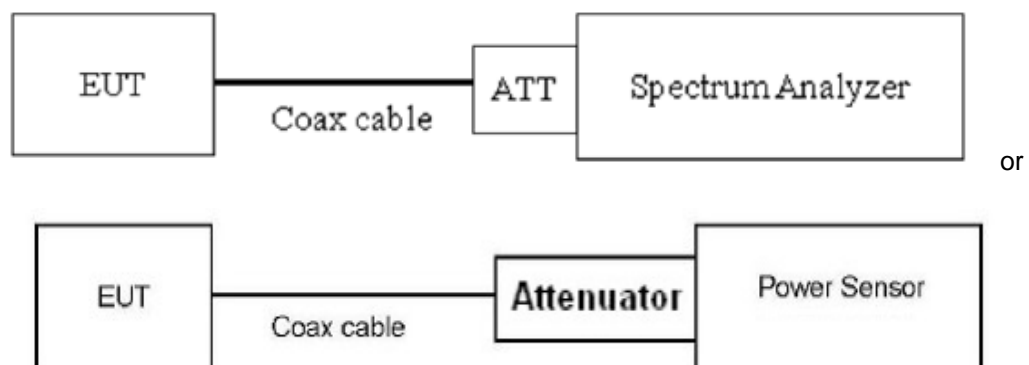 EUT
Coax cable
ATT
Spectrum Analyzer
or
EUT
Coax cable
Attenuator
Power Sensor